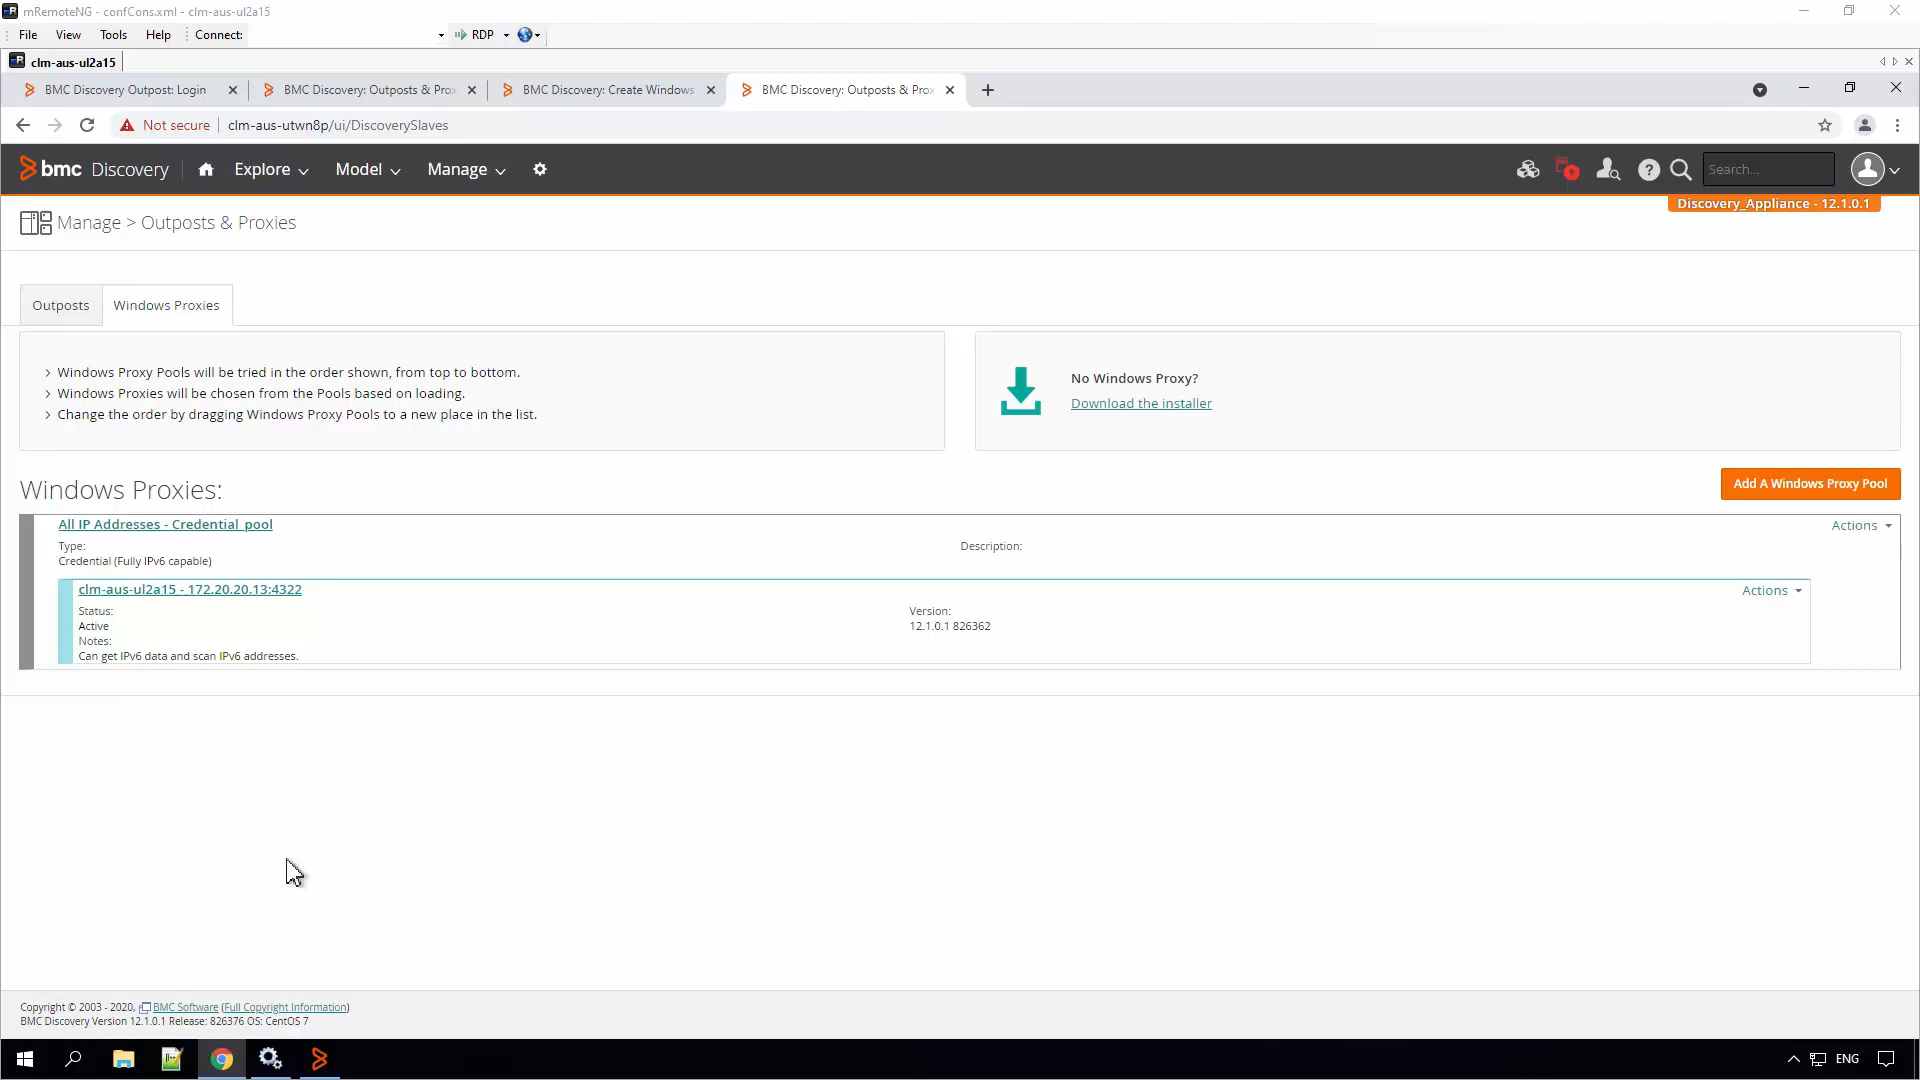 mRemoteNG - confCons.xml - clm-aus-ul2a15
File View Tools Help Connect: RDP
clm-aus-ul2a15
BMC Discovery Outpost: Login BMC Discovery: Outposts & Prox BMC Discovery: Create Windows BMC Discovery: Outposts & Prox
Not secure clm-aus-utwn8p/ui/DiscoverySlaves
bmc Discovery Explore Model Manage Search...
Discovery_Appliance - 12.1.0.1
Manage > Outposts & Proxies
Outposts Windows Proxies
> Windows Proxy Pools will be tried in the order shown, from top to bottom.
> Windows Proxies will be chosen from the Pools based on loading.
> Change the order by dragging Windows Proxy Pools to a new place in the list.
No Windows Proxy?
Download the installer
Windows Proxies:
Add A Windows Proxy Pool
All IP Addresses - Credential_pool Actions
Type: Description:
Credential (Fully IPv6 capable)
clm-aus-ul2a15 - 172.20.20.13:4322 Actions
Status: Version:
Active 12.1.0.1 826362
Notes:
Can get IPv6 data and scan IPv6 addresses.
Copyright © 2003 - 2020, BMC Software (Full Copyright Information)
BMC Discovery Version 12.1.0.1 Release: 826376 OS: CentOS 7
ENG